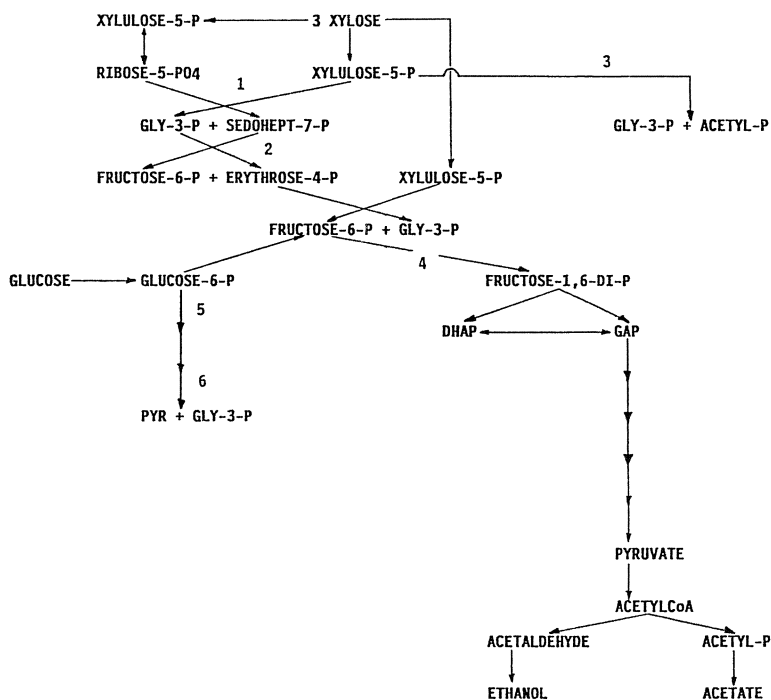 XYLULOSE-5-P 3 XYLOSE
RIBOSE-5-PO4 XYLULOSE-5-P 3
1
GLY-3-P + SEDOHEPT-7-P GLY-3-P + ACETYL-P
2
FRUCTOSE-6-P + ERYTHROSE-4-P XYLULOSE-5-P
FRUCTOSE-6-P + GLY-3-P
4
GLUCOSE GLUCOSE-6-P FRUCTOSE-1,6-DI-P
5
DHAP GAP
6
PYR + GLY-3-P
PYRUVATE
ACETYLCoA
ACETALDEHYDE ACETYL-P
ETHANOL ACETATE